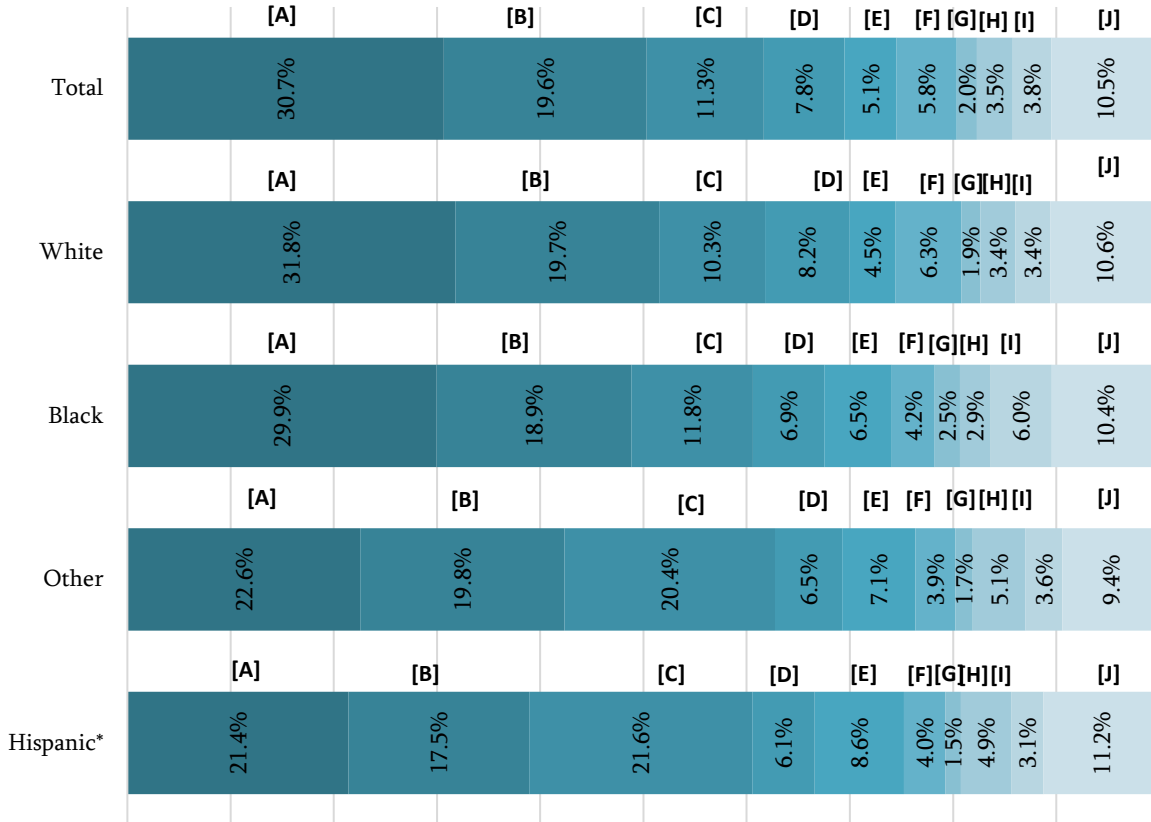 [A] [B] [C] [D] [E] [F] [G] [H] [I] [J]
Total 30.7% 19.6% 11.3% 7.8% 5.1% 5.8% 2.0% 3.5% 3.8% 10.5%
[A] [B] [C] [D] [E] [F] [G] [H] [I] [J]
White 31.8% 19.7% 10.3% 8.2% 4.5% 6.3% 1.9% 3.4% 3.4% 10.6%
[A] [B] [C] [D] [E] [F] [G] [H] [I] [J]
Black 29.9% 18.9% 11.8% 6.9% 6.5% 4.2% 2.5% 2.9% 6.0% 10.4%
[A] [B] [C] [D] [E] [F] [G] [H] [I] [J]
Other 22.6% 19.8% 20.4% 6.5% 7.1% 3.9% 1.7% 5.1% 3.6% 9.4%
[A] [B] [C] [D] [E] [F] [G] [H] [I] [J]
Hispanic* 21.4% 17.5% 21.6% 6.1% 8.6% 4.0% 1.5% 4.9% 3.1% 11.2%